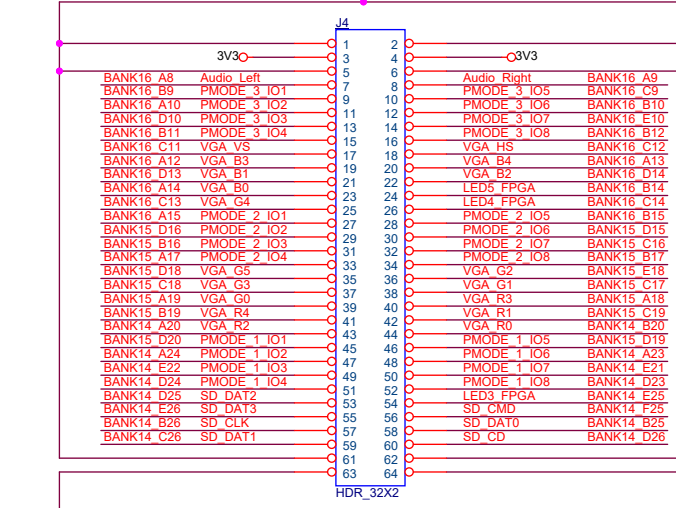 J4
1 2
3V3 3 4 3V3
5 6
BANK16_A8 Audio_Left 7 8 Audio_Right BANK16_A9
BANK16_B9 PMODE_3_IO1 9 10 PMODE_3_IO5 BANK16_C9
BANK16_A10 PMODE_3_IO2 11 12 PMODE_3_IO6 BANK16_B10
BANK16_D10 PMODE_3_IO3 13 14 PMODE_3_IO7 BANK16_E10
BANK16_B11 PMODE_3_IO4 15 16 PMODE_3_IO8 BANK16_B12
BANK16_C11 VGA_VS 17 18 VGA_HS BANK16_C12
BANK16_A12 VGA_B3 19 20 VGA_B4 BANK16_A13
BANK16_D13 VGA_B1 21 22 VGA_B2 BANK16_D14
BANK16_A14 VGA_B0 23 24 LED5_FPGA BANK16_B14
BANK16_C13 VGA_G4 25 26 LED4_FPGA BANK16_C14
BANK16_A15 PMODE_2_IO1 27 28 PMODE_2_IO5 BANK16_B15
BANK15_D16 PMODE_2_IO2 29 30 PMODE_2_IO6 BANK15_D15
BANK15_B16 PMODE_2_IO3 31 32 PMODE_2_IO7 BANK15_C16
BANK15_A17 PMODE_2_IO4 33 34 PMODE_2_IO8 BANK15_B17
BANK15_D18 VGA_G5 35 36 VGA_G2 BANK15_E18
BANK15_C18 VGA_G3 37 38 VGA_G1 BANK15_C17
BANK15_A19 VGA_G0 39 40 VGA_R3 BANK15_A18
BANK15_B19 VGA_R4 41 42 VGA_R1 BANK15_C19
BANK14_A20 VGA_R2 43 44 VGA_R0 BANK14_B20
BANK15_D20 PMODE_1_IO1 45 46 PMODE_1_IO5 BANK15_D19
BANK14_A24 PMODE_1_IO2 47 48 PMODE_1_IO6 BANK14_A23
BANK14_E22 PMODE_1_IO3 49 50 PMODE_1_IO7 BANK14_E21
BANK14_D24 PMODE_1_IO4 51 52 PMODE_1_IO8 BANK14_D23
BANK14_D25 SD_DAT2 53 54 LED3_FPGA BANK14_E25
BANK14_E26 SD_DAT3 55 56 SD_CMD BANK14_F25
BANK14_B26 SD_CLK 57 58 SD_DAT0 BANK14_B25
BANK14_C26 SD_DAT1 59 60 SD_CD BANK14_D26
61 62
63 64
HDR_32X2